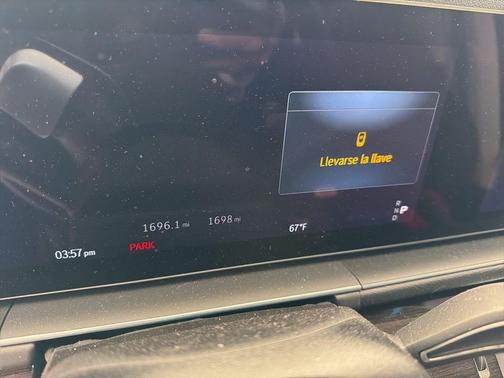 Llevarse la llave
R
N P
D
1696.1 mi 1698 mi
67°F
03:57 pm
PARK